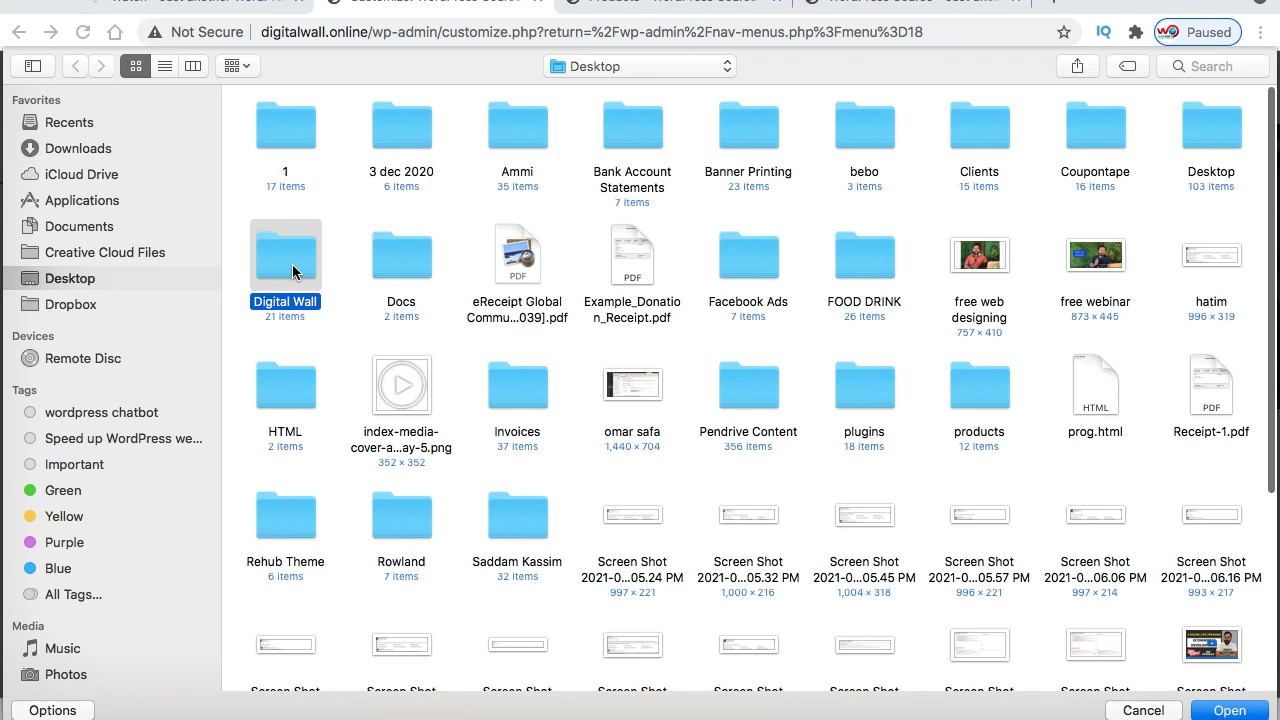 Not Secure
digitalwall.online/wp-admin/customize.php?return=%2Fwp-admin%2Fnav-menus.php%3Fmenu%3D18
IQ
Paused
Desktop
Search
Favorites
Recents
Downloads
iCloud Drive
Applications
Documents
Creative Cloud Files
Desktop
Dropbox
Devices
Remote Disc
Tags
wordpress chatbot
Speed up WordPress we...
Important
Green
Yellow
Purple
Blue
All Tags...
Media
Music
Photos
1
17 items
3 dec 2020
6 items
Ammi
35 items
Bank Account
Statements
7 items
Banner Printing
23 items
bebo
3 items
Clients
15 items
Coupontape
16 items
Desktop
103 items
Digital Wall
21 items
Docs
2 items
PDF
eReceipt Global
Commu...039].pdf
PDF
Example_Donatio
n_Receipt.pdf
Facebook Ads
7 items
FOOD DRINK
26 items
free web
designing
757 × 410
free webinar
873 × 445
hatim
996 × 319
HTML
2 items
index-media-
cover-a...ay-5.png
352 × 352
Invoices
37 items
omar safa
1,440 × 704
Pendrive Content
356 items
plugins
18 items
products
12 items
HTML
prog.html
PDF
Receipt-1.pdf
Rehub Theme
6 items
Rowland
7 items
Saddam Kassim
32 items
Screen Shot
2021-0...05.24 PM
997 × 221
Screen Shot
2021-0...05.32 PM
1,000 × 216
Screen Shot
2021-0...05.45 PM
1,004 × 318
Screen Shot
2021-0...05.57 PM
996 × 221
Screen Shot
2021-0...06.06 PM
997 × 214
Screen Shot
2021-0...06.16 PM
993 × 217
Options
Cancel
Open